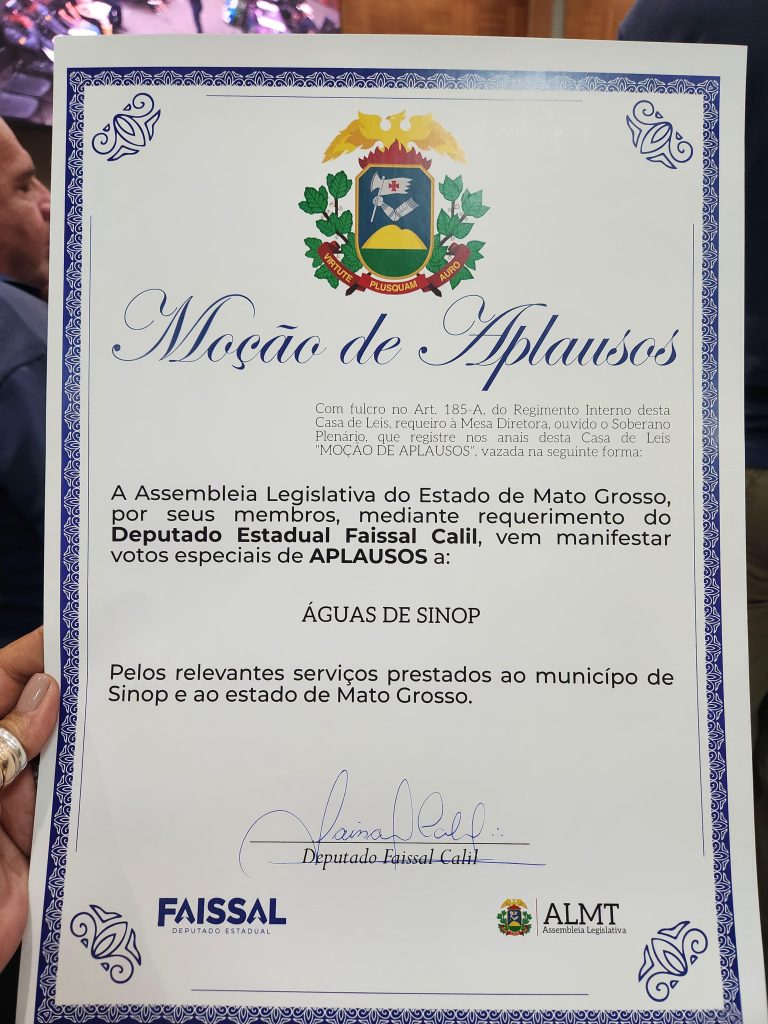 VIRTUTE PLUSQUAM AURO
Moção de Aplausos
Com fulcro no Art. 185-A, do Regimento Interno desta
Casa de Leis, requeiro à Mesa Diretora, ouvido o Soberano
Plenário, que registre nos anais desta Casa de Leis
"MOÇÃO DE APLAUSOS", vazada na seguinte forma:
A Assembleia Legislativa do Estado de Mato Grosso,
por seus membros, mediante requerimento do
Deputado Estadual Faissal Calil, vem manifestar
votos especiais de APLAUSOS a:
ÁGUAS DE SINOP
Pelos relevantes serviços prestados ao municípo de
Sinop e ao estado de Mato Grosso.
Faissal Calil
Deputado Faissal Calil
FAISSAL
DEPUTADO ESTADUAL
ALMT
Assembleia Legislativa